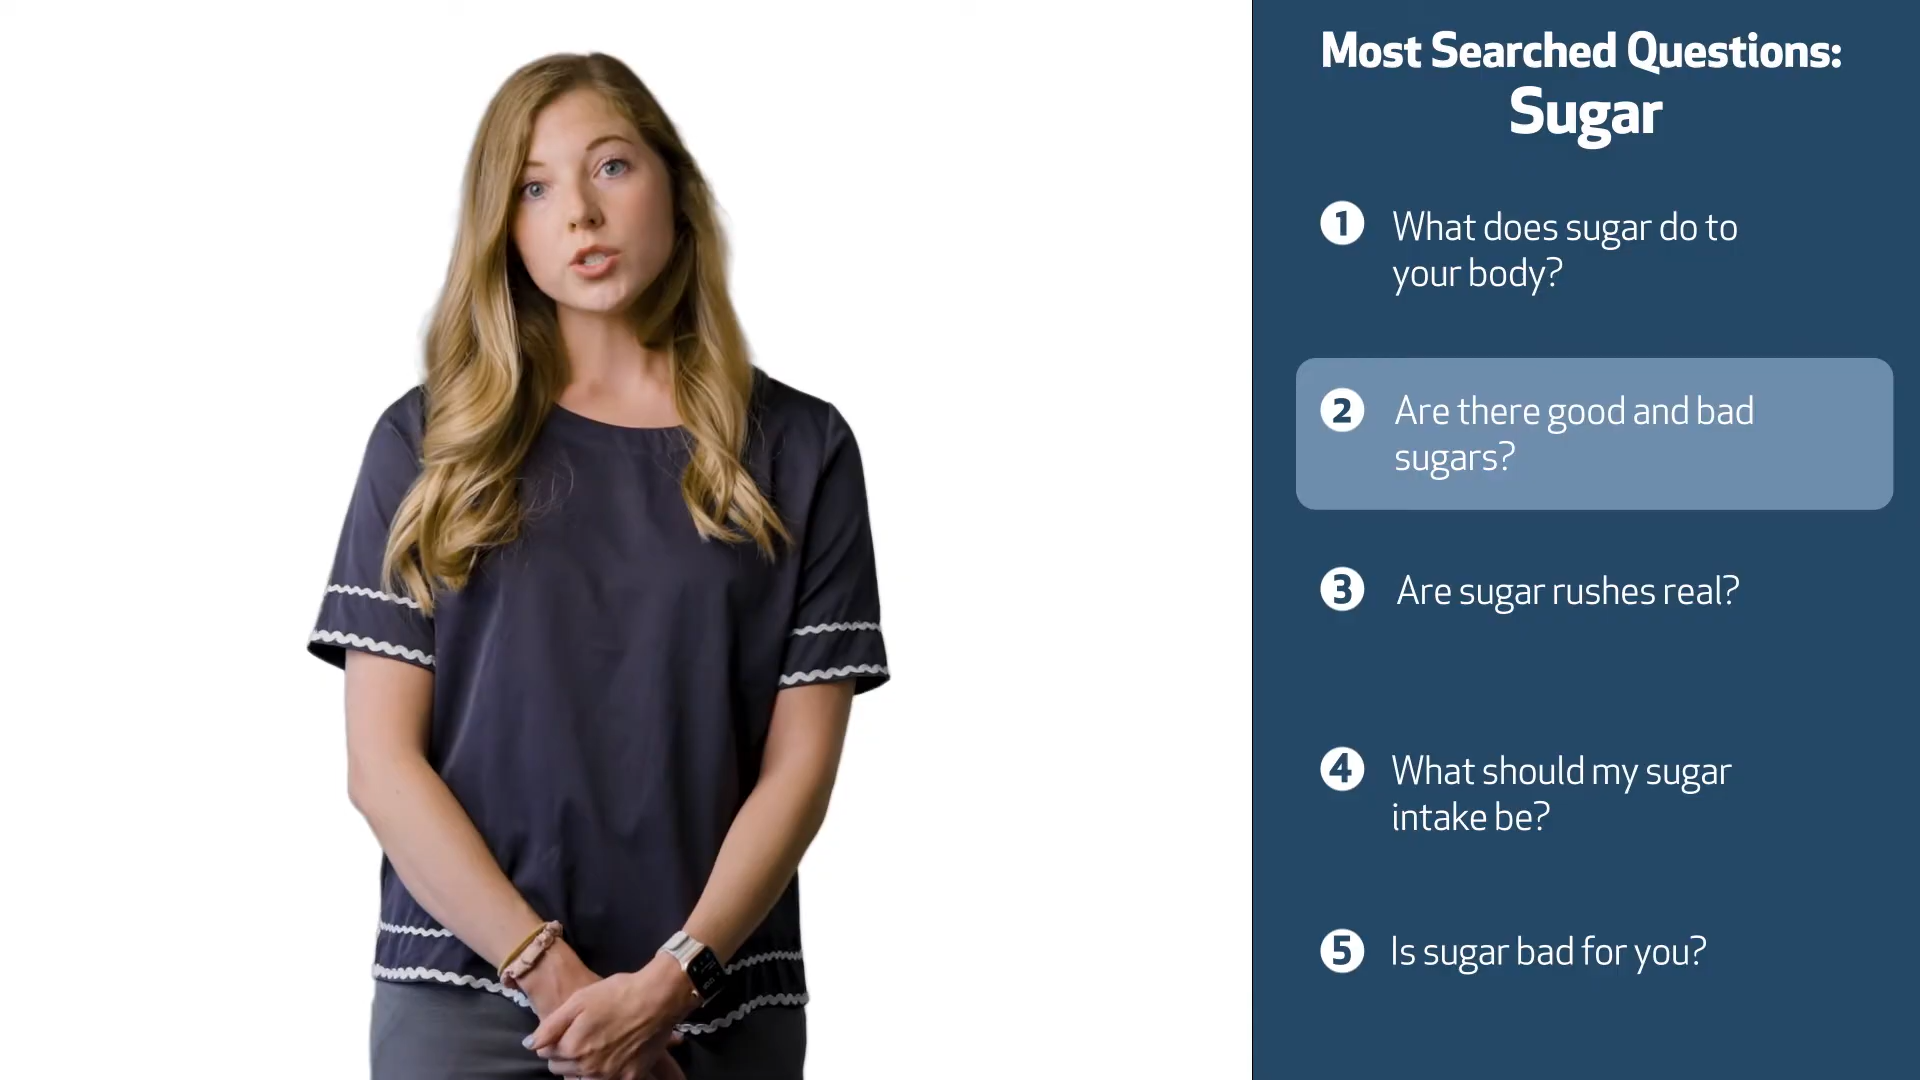 Most Searched Questions:
Sugar
1 What does sugar do to
your body?
2 Are there good and bad
sugars?
3 Are sugar rushes real?
4 What should my sugar
intake be?
5 Is sugar bad for you?